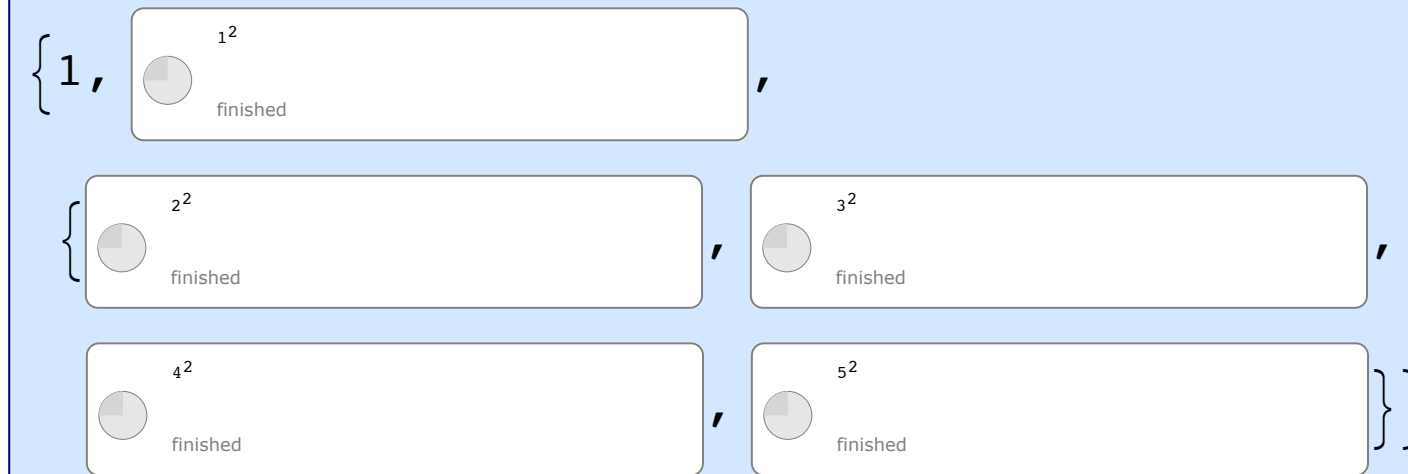 1²
{1, finished ,
2² 3²
{ finished , finished ,
4² 5²
finished , finished }}